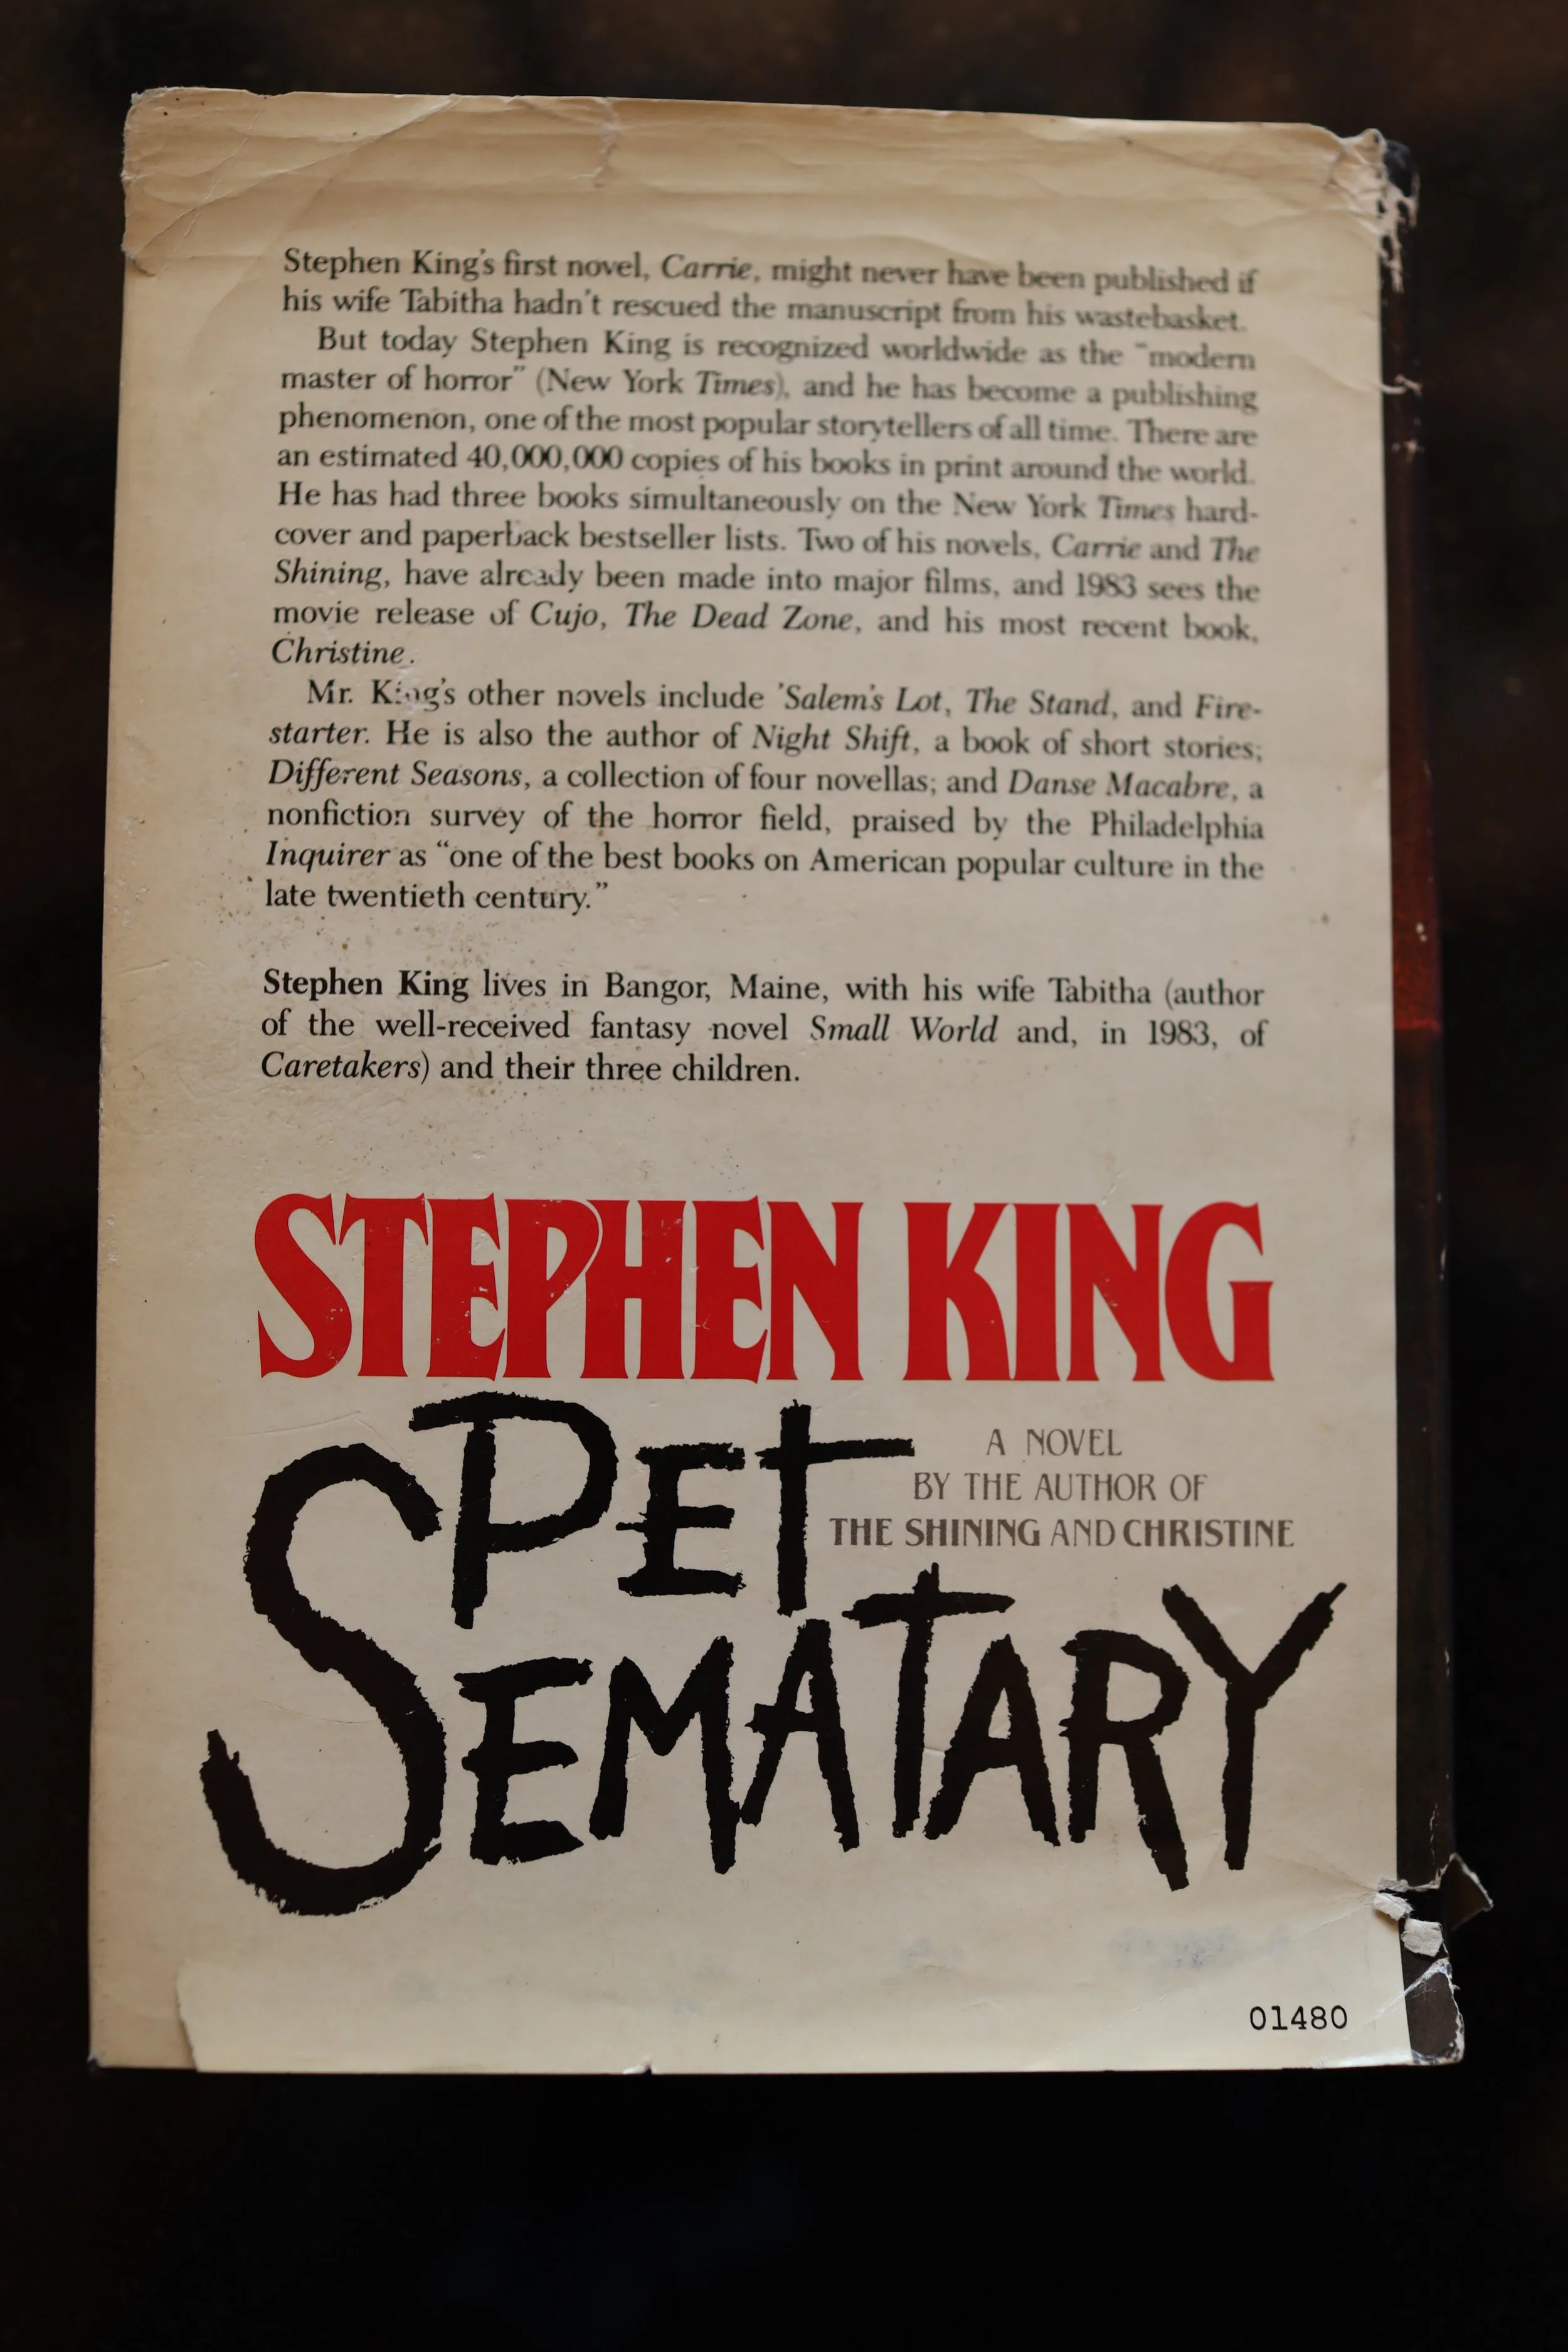 Stephen King's first novel, Carrie, might never have been published if
his wife Tabitha hadn't rescued the manuscript from his wastebasket.
But today Stephen King is recognized worldwide as the "modern
master of horror" (New York Times), and he has become a publishing
phenomenon, one of the most popular storytellers of all time. There are
an estimated 40,000,000 copies of his books in print around the world.
He has had three books simultaneously on the New York Times hard-
cover and paperback bestseller lists. Two of his novels, Carrie and The
Shining, have already been made into major films, and 1983 sees the
movie release of Cujo, The Dead Zone, and his most recent book,
Christine.
Mr. King's other novels include 'Salem's Lot, The Stand, and Fire-
starter. He is also the author of Night Shift, a book of short stories;
Different Seasons, a collection of four novellas; and Danse Macabre, a
nonfiction survey of the horror field, praised by the Philadelphia
Inquirer as "one of the best books on American popular culture in the
late twentieth century."
Stephen King lives in Bangor, Maine, with his wife Tabitha (author
of the well-received fantasy novel Small World and, in 1983, of
Caretakers) and their three children.
STEPHEN KING
PET
A NOVEL
BY THE AUTHOR OF
THE SHINING AND CHRISTINE
SEMATARY
01480